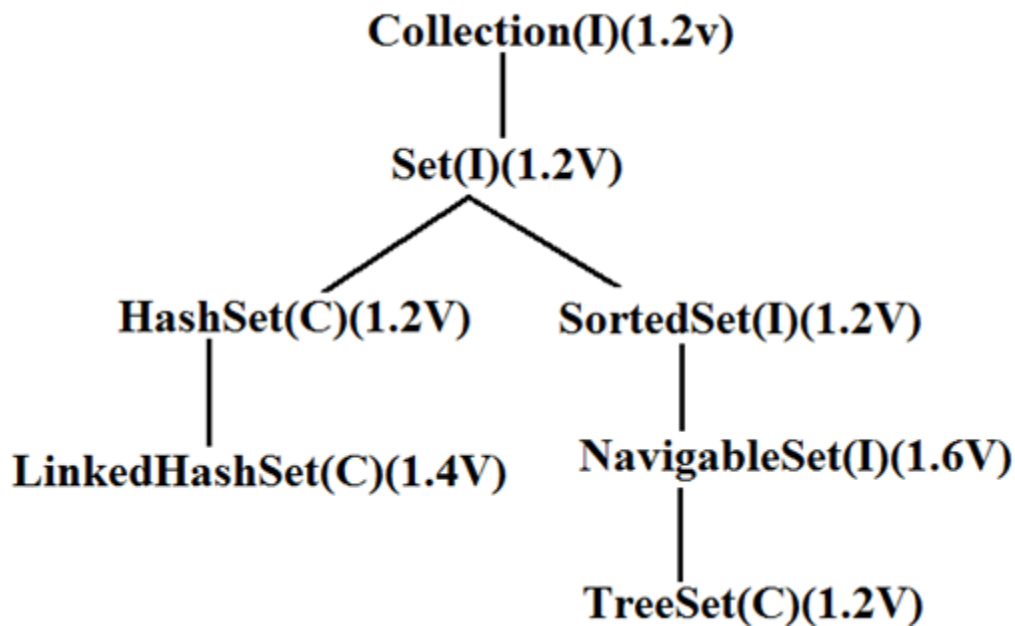 Collection(I)(1.2v)
Set(I)(1.2V)
HashSet(C)(1.2V)
SortedSet(I)(1.2V)
LinkedHashSet(C)(1.4V)
NavigableSet(I)(1.6V)
TreeSet(C)(1.2V)